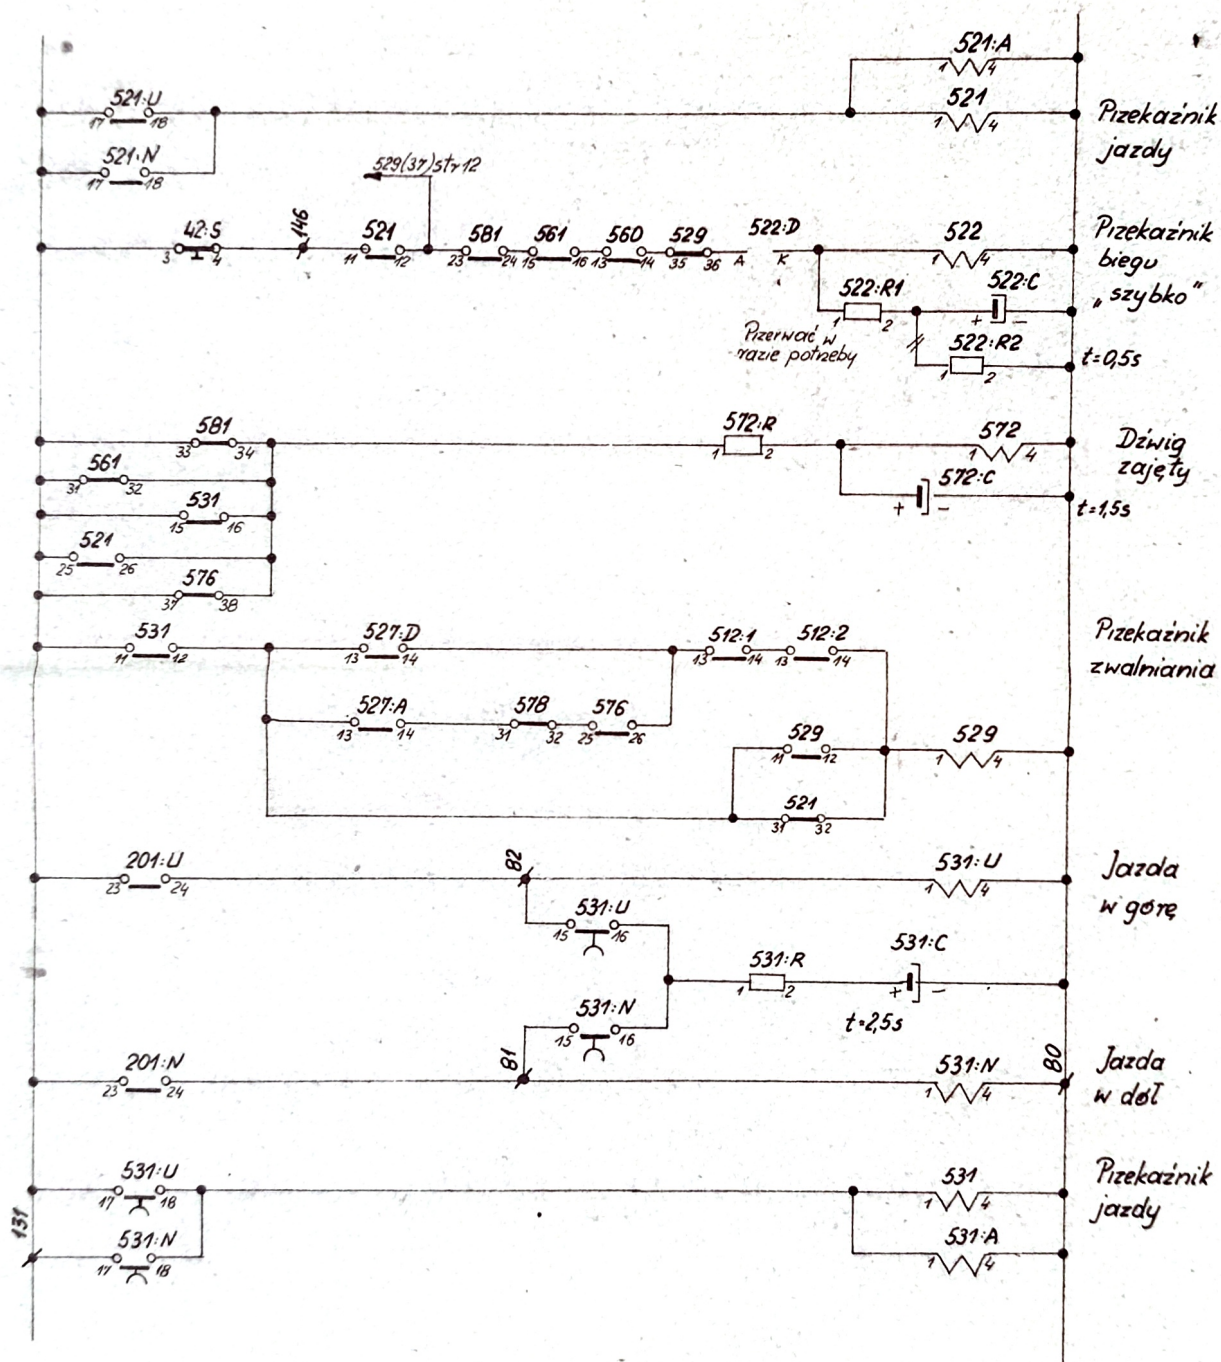 521:A
1 4
521:U
17 18
521
1 4
Przekaźnik
jazdy
521:N
17 18
529(37)str12
42:S
3 4
146
521
11 12
581
23 24
561
15 16
560
13 14
529
35 36
522:D
A K
522
1 4
Przekaźnik
biegu
„szybko"
522:R1
1 2
522:C
+ -
Przerwać w
razie potrzeby
522:R2
1 2
t=0,5s
581
33 34
572:R
1 2
572
1 4
Dźwig
zajęty
561
31 32
572:C
+ -
t=1,5s
531
15 16
521
25 26
576
37 38
531
11 12
527:D
13 14
512:1
13 14
512:2
13 14
Przekaźnik
zwalniania
527:A
13 14
578
31 32
576
25 26
529
11 12
529
1 4
521
31 32
201:U
23 24
82
531:U
1 4
Jazda
w górę
531:U
15 16
531:R
1 2
531:C
+ -
t=2,5s
531:N
15 16
201:N
23 24
81
531:N
1 4
80
Jazda
w dół
531:U
17 18
531
1 4
Przekaźnik
jazdy
131
531:N
17 18
531:A
1 4